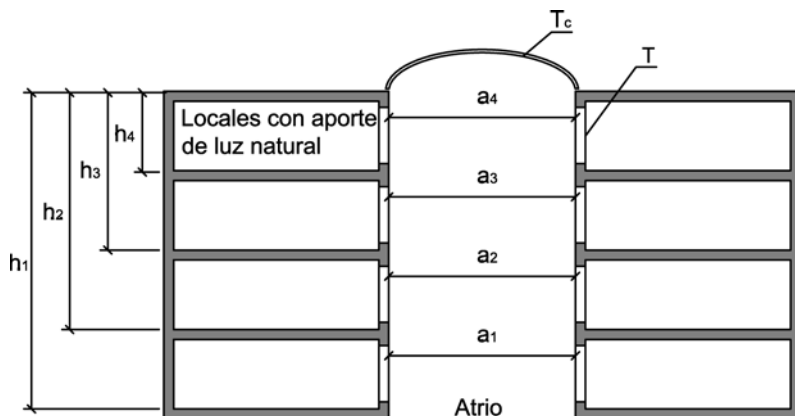 Tc
T
a4
Locales con aporte
de luz natural
h4
a3
h3
h2
a2
h1
a1
Atrio